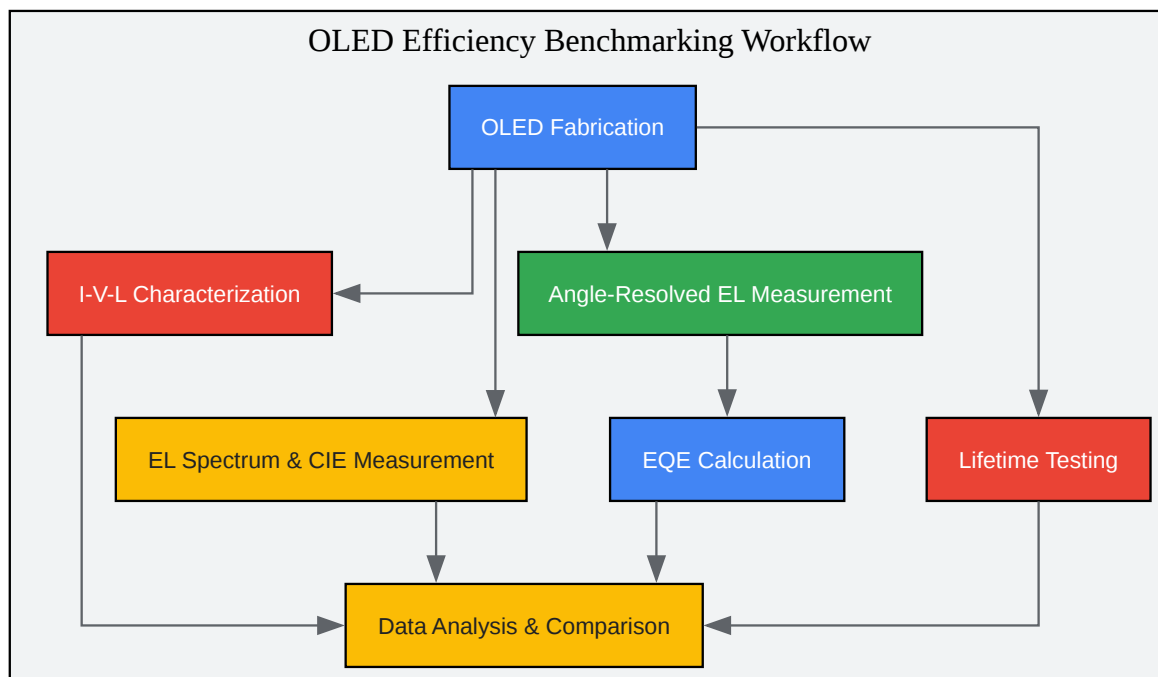 OLED Efficiency Benchmarking Workflow
OLED Fabrication
I-V-L Characterization
Angle-Resolved EL Measurement
EL Spectrum & CIE Measurement
EQE Calculation
Lifetime Testing
Data Analysis & Comparison